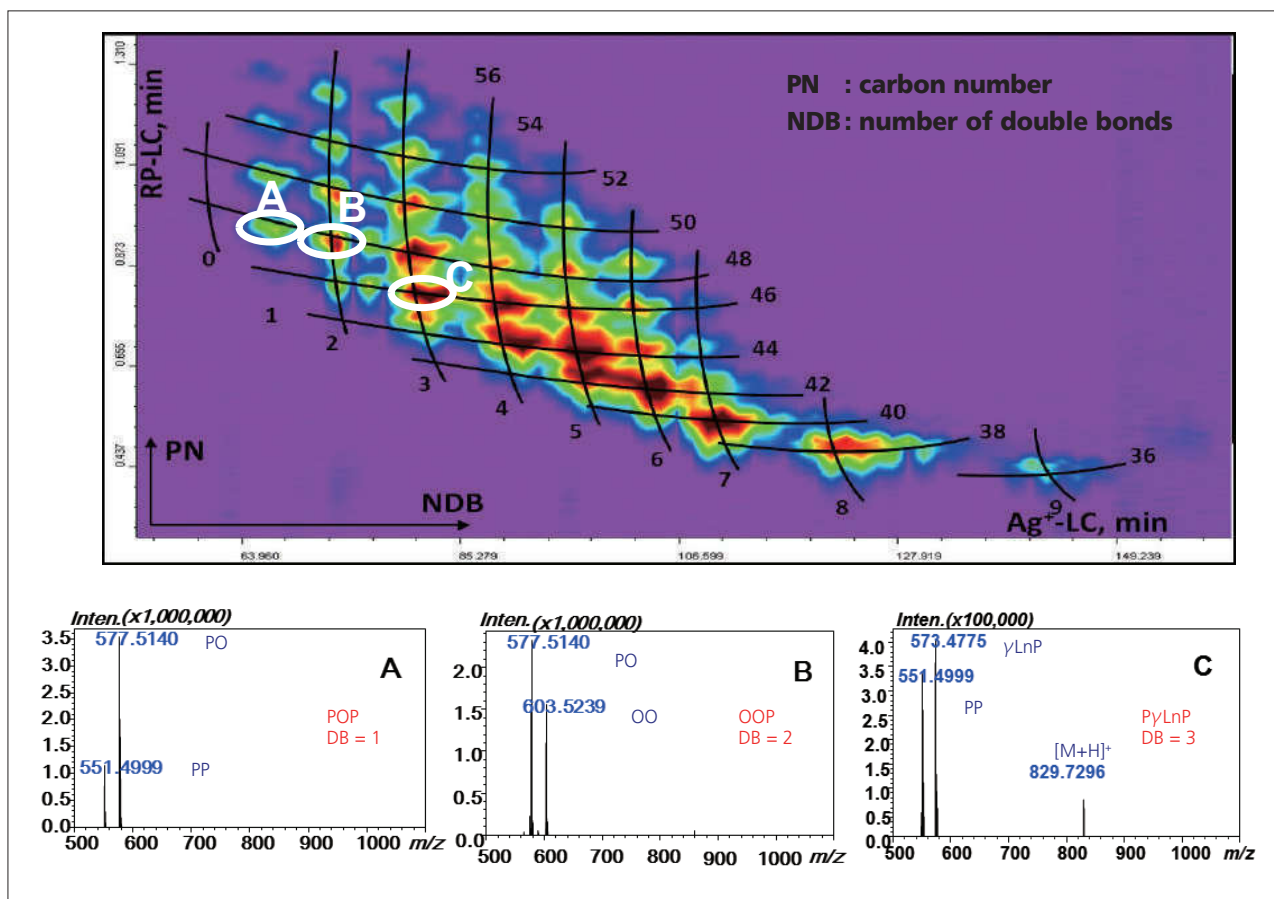 PN : carbon number
NDB : number of double bonds
RP-LC, min
1.310
1.091
0.873
0.655
0.437
56
54
52
50
48
46
44
42
40
38
36
0
1
2
3
4
5
6
7
8
9
A
B
C
PN
NDB
Ag⁺-LC, min
63.960
85.279
106.599
127.919
149.239
Inten. (x1,000,000)
3.5
3.0
2.5
2.0
1.5
1.0
0.5
0.0
577.5140 PO
A
POP
DB = 1
551.4999 PP
500 600 700 800 900 1000 m/z
Inten. (x1,000,000)
2.0
1.5
1.0
0.5
0.0
577.5140
PO
B
603.5239 OO
OOP
DB = 2
500 600 700 800 900 1000 m/z
Inten. (x100,000)
4.0
3.5
3.0
2.5
2.0
1.5
1.0
0.5
0.0
573.4775 γLnP
C
551.4999
PP
PγLnP
DB = 3
[M+H]⁺
829.7296
500 600 700 800 900 1000 m/z